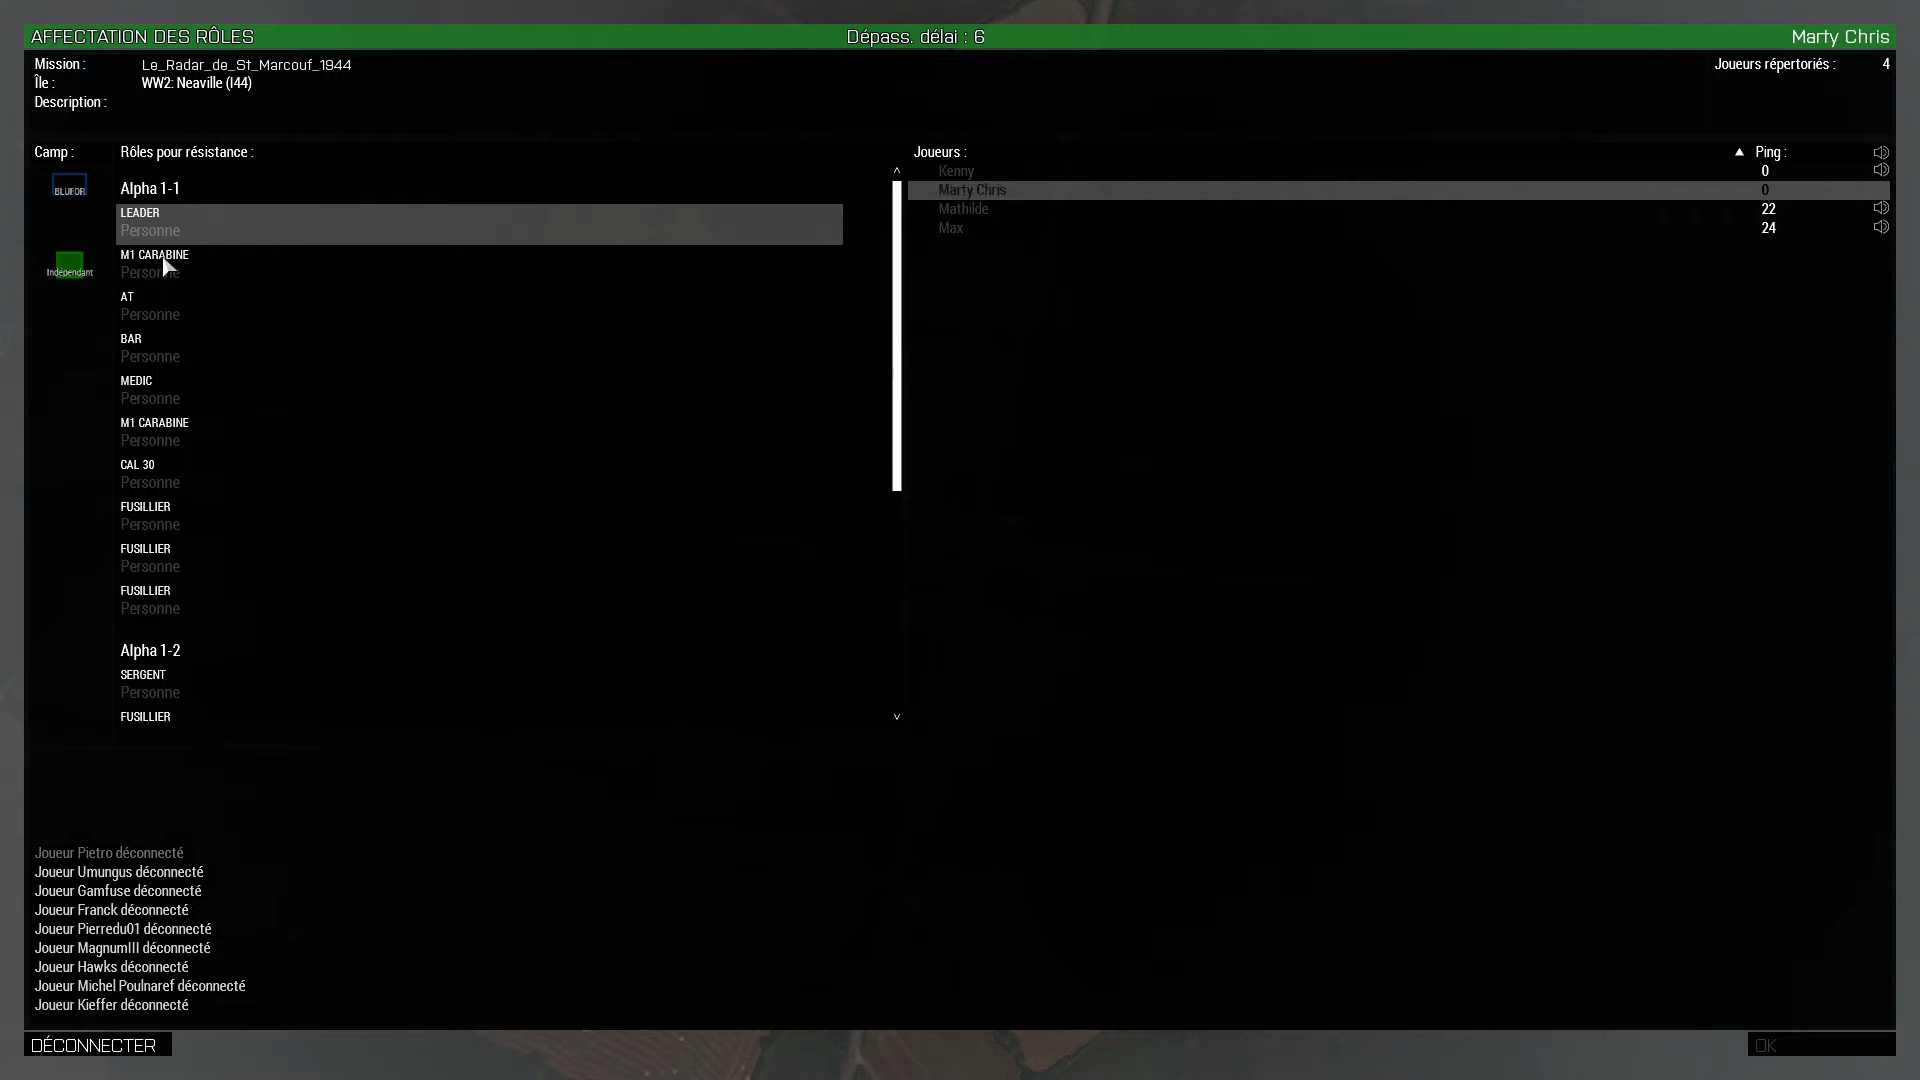 AFFECTATION DES RÔLES
Dépass. délai : 6
Marty Chris
Mission : Le_Radar_de_St_Marcouf_1944
Joueurs répertoriés : 4
Île : WW2: Neaville (I44)
Description :
Camp :
BLUFOR
Indépendant
Rôles pour résistance :
Alpha 1-1
LEADER
Personne
M1 CARABINE
Personne
AT
Personne
BAR
Personne
MEDIC
Personne
M1 CARABINE
Personne
CAL 30
Personne
FUSILLIER
Personne
FUSILLIER
Personne
FUSILLIER
Personne
Alpha 1-2
SERGENT
Personne
FUSILLIER
Joueurs : Ping :
Kenny 0
Marty Chris 0
Mathilde 22
Max 24
Joueur Pietro déconnecté
Joueur Umungus déconnecté
Joueur Gamfuse déconnecté
Joueur Franck déconnecté
Joueur Pierredu01 déconnecté
Joueur MagnumIII déconnecté
Joueur Hawks déconnecté
Joueur Michel Poulnaref déconnecté
Joueur Kieffer déconnecté
DÉCONNECTER
OK